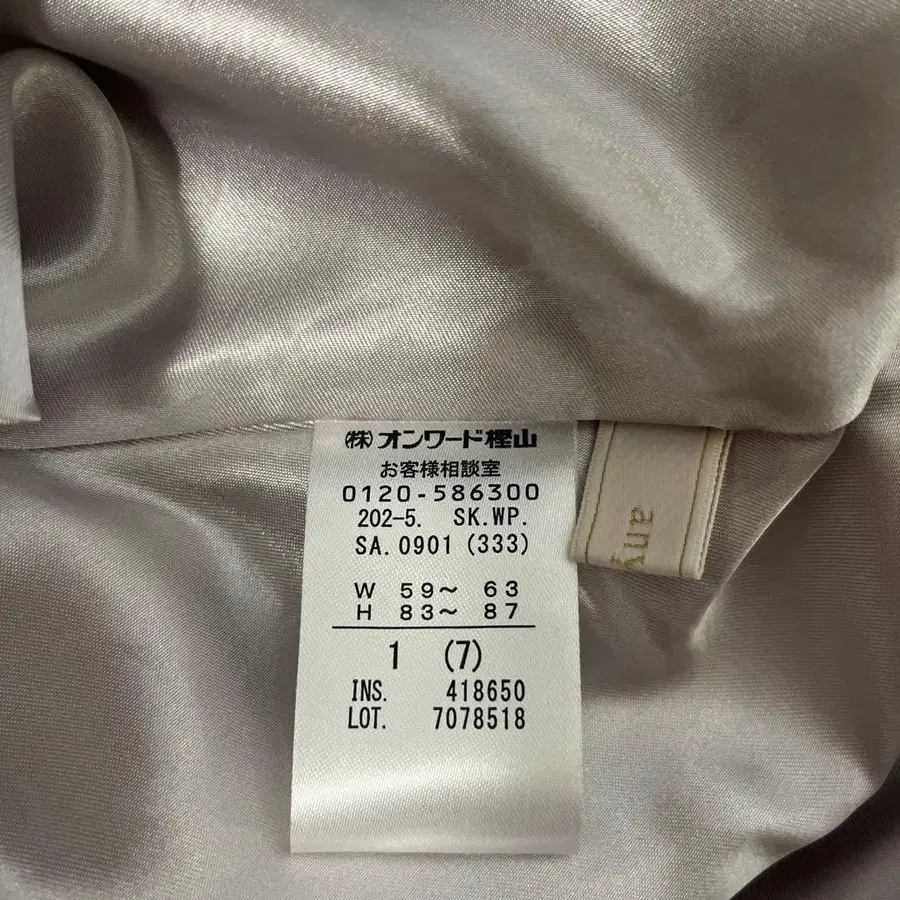 ㈱オンワード樫山
お客様相談室
0120-586300
202-5. SK.WP.
SA.0901(333)
W 59〜 63
H 83〜 87
1 (7)
INS. 418650
LOT. 7078518
any